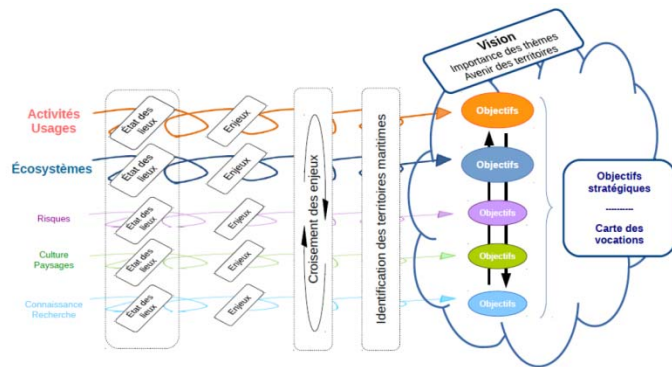 Vision
Importance des thèmes
Avenir des territoires
Activités
Usages
État des
lieux
Enjeux
Objectifs
Écosystèmes
État des
lieux
Enjeux
Objectifs
Risques
État des
lieux
Enjeux
Objectifs
Culture
Paysages
État des
lieux
Enjeux
Objectifs
Connaissance
Recherche
État des
lieux
Enjeux
Objectifs
Croisement des enjeux
Identification des territoires maritimes
Objectifs
stratégiques
----------
Carte des
vocations